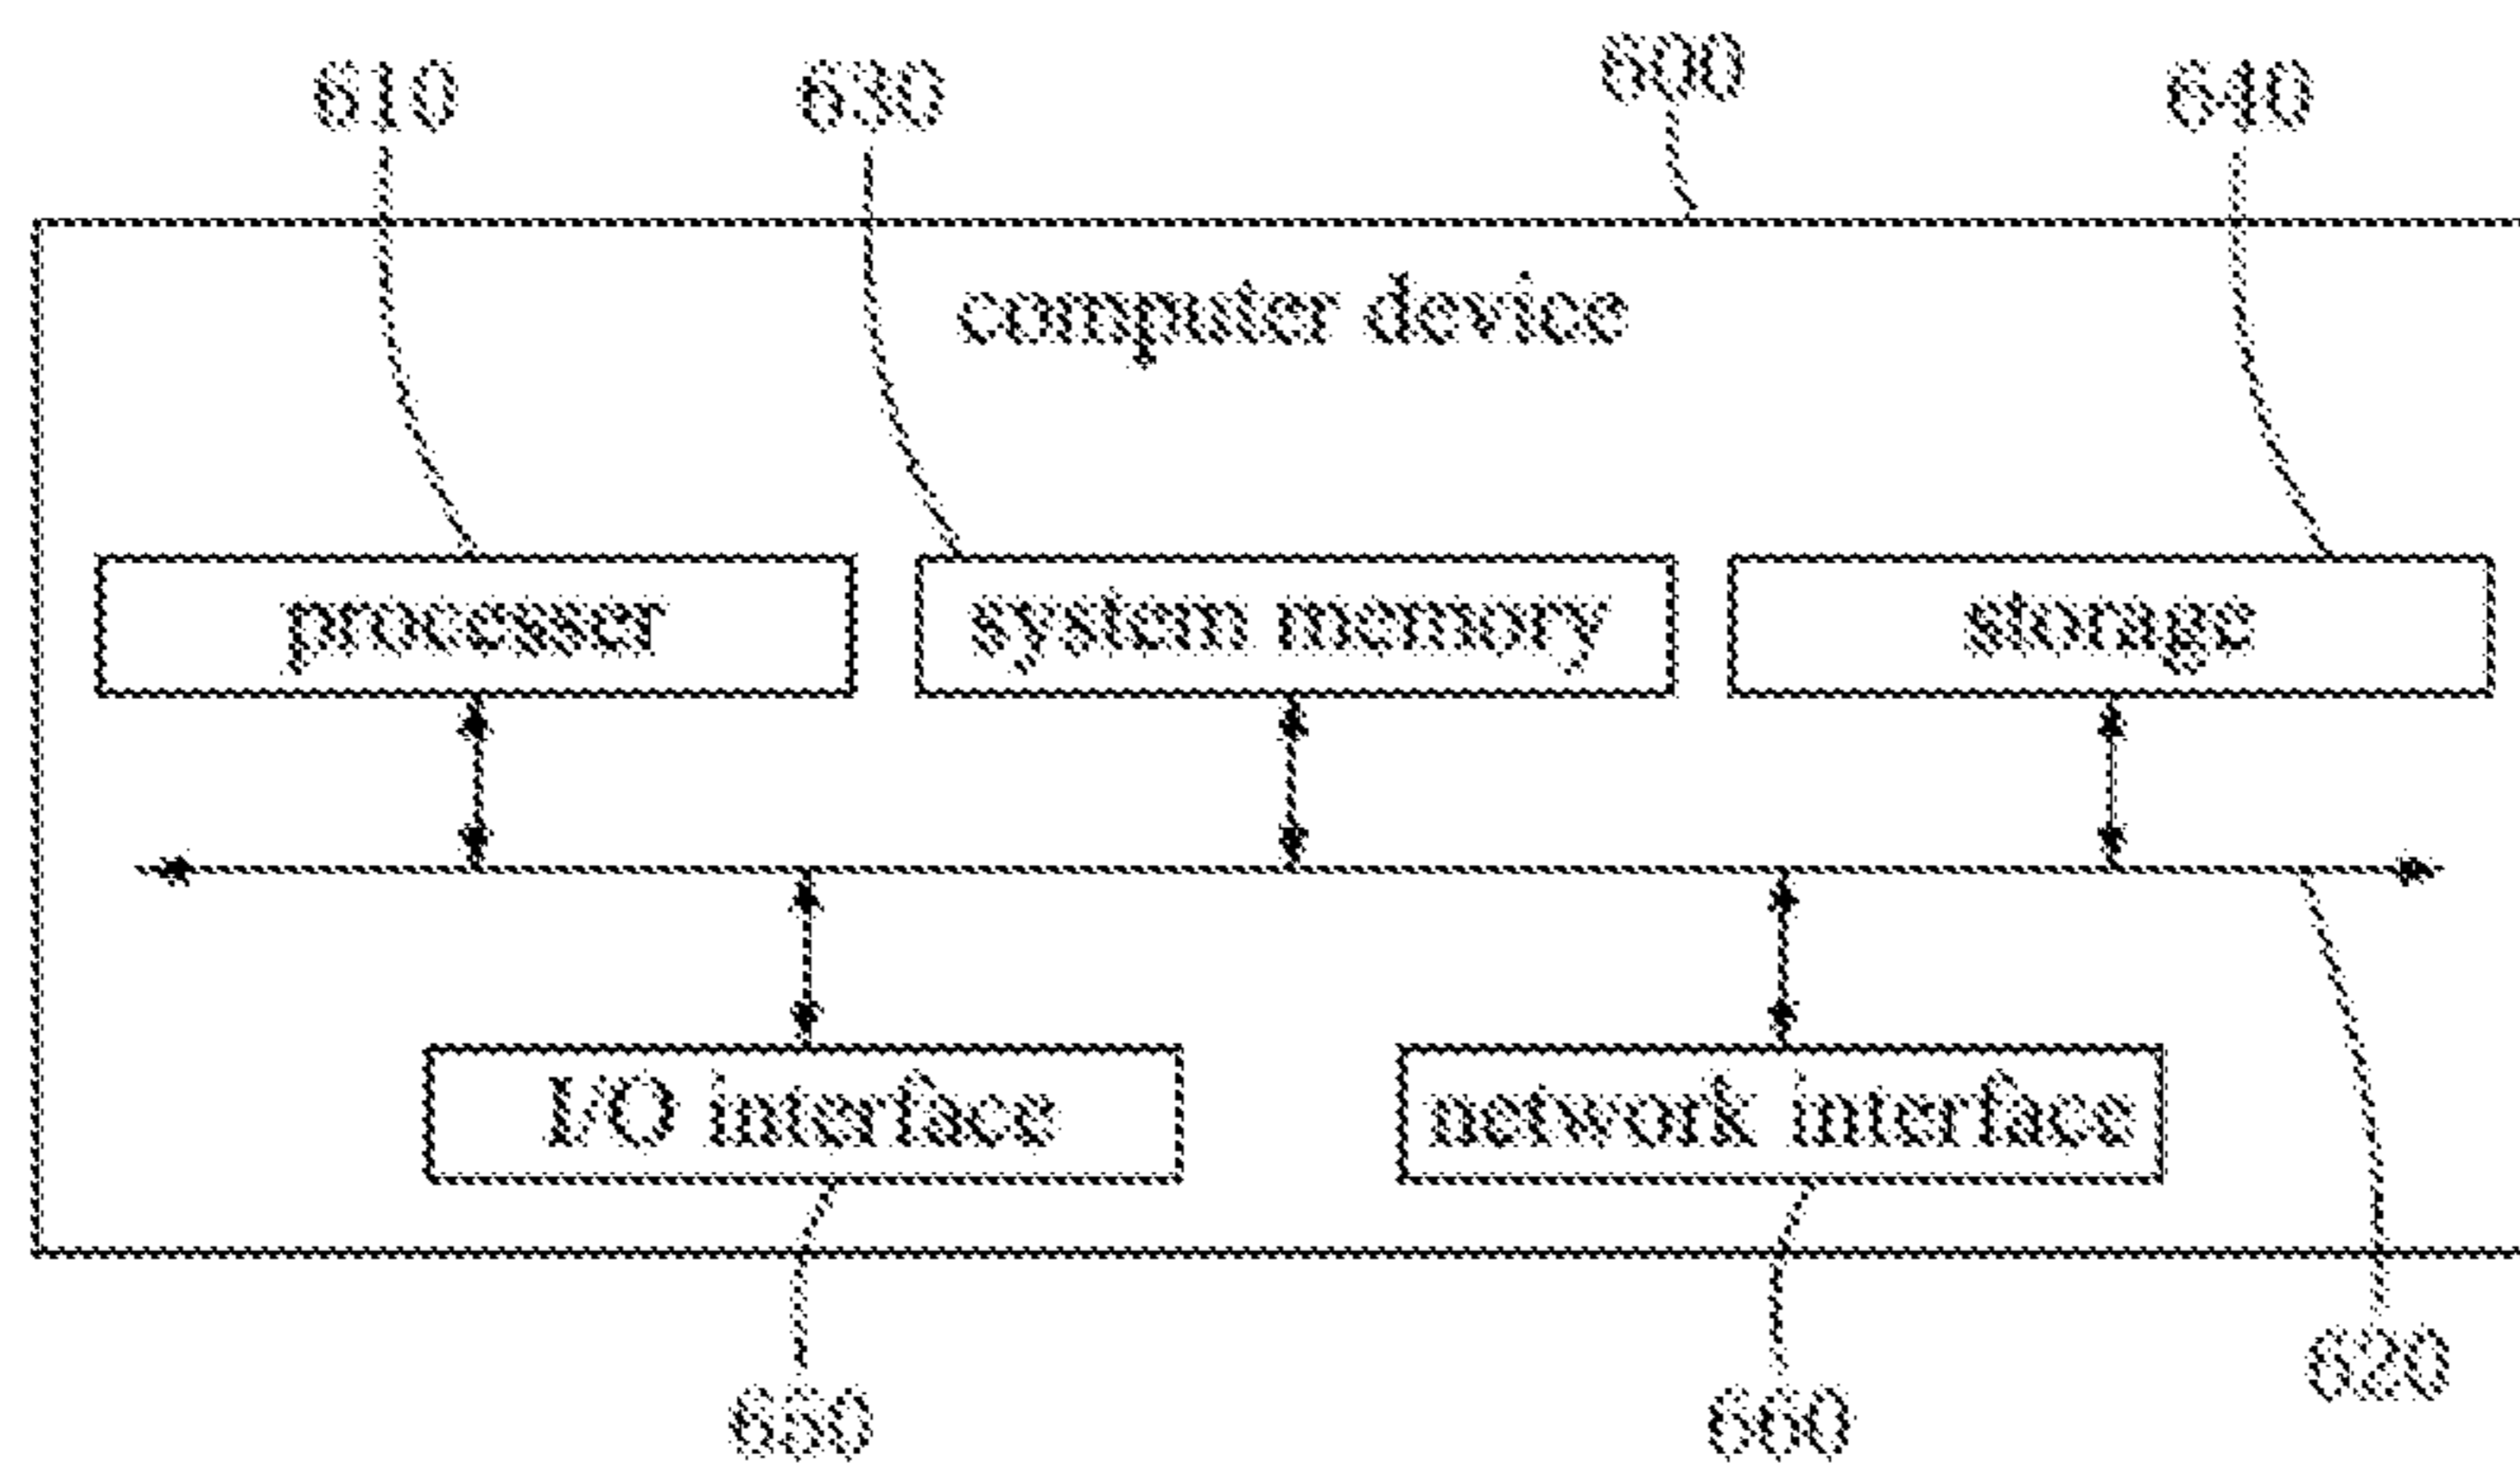 600
610 630 640
computer device
processer system memory storage
I/O interface network interface
620
650 660